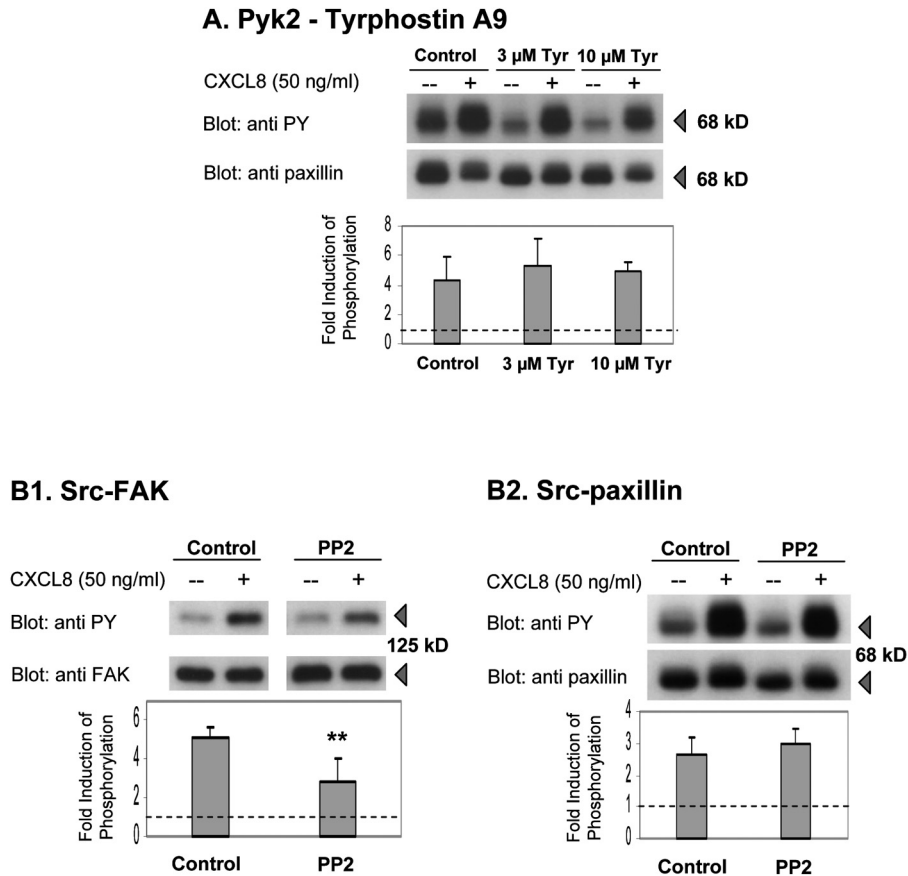 A. Pyk2 - Tyrphostin A9
Control 3 µM Tyr 10 µM Tyr
CXCL8 (50 ng/ml) -- + -- + -- +
Blot: anti PY 68 kD
Blot: anti paxillin 68 kD
Fold Induction of
Phosphorylation
8
6
4
2
0
Control 3 µM Tyr 10 µM Tyr
B1. Src-FAK
Control PP2
CXCL8 (50 ng/ml) -- + -- +
Blot: anti PY
125 kD
Blot: anti FAK
Fold Induction of
Phosphorylation
6
4
2
0
**
Control PP2
B2. Src-paxillin
Control PP2
CXCL8 (50 ng/ml) -- + -- +
Blot: anti PY
68 kD
Blot: anti paxillin
Fold Induction of
Phosphorylation
4
3
2
1
0
Control PP2